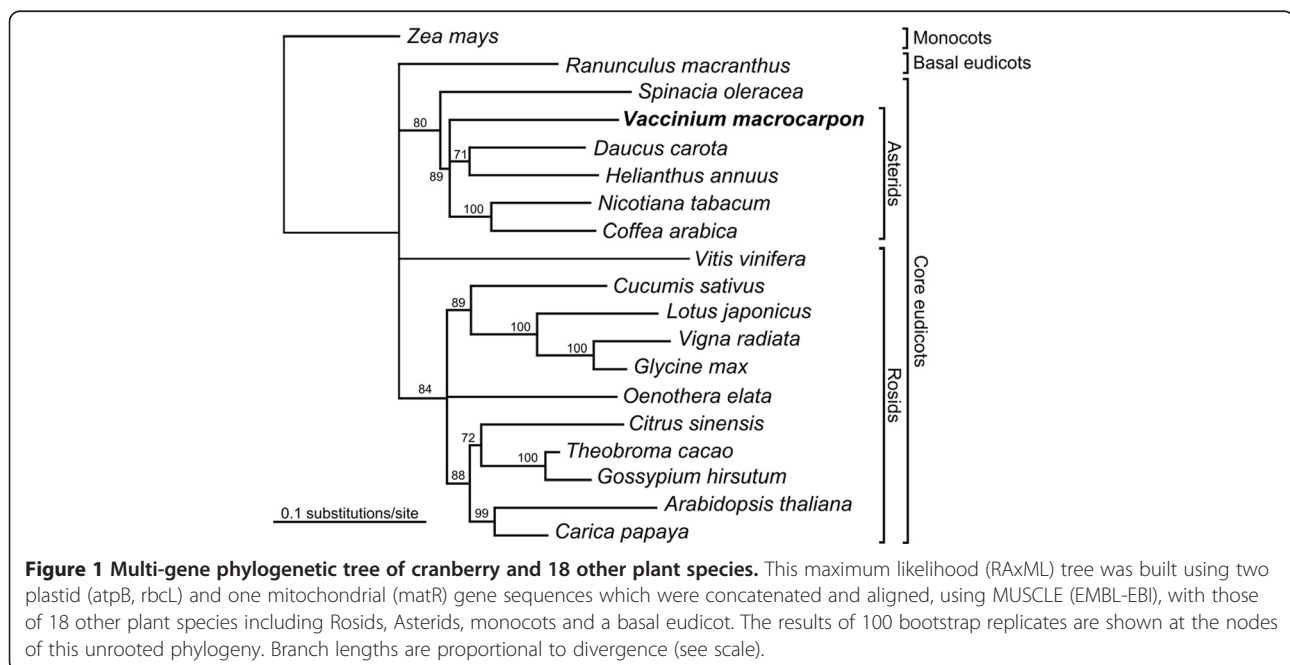 Zea mays
Monocots
Ranunculus macranthus
Basal eudicots
Spinacia oleracea
80
Vaccinium macrocarpon
Daucus carota
71
89
Helianthus annuus
Nicotiana tabacum
100
Coffea arabica
Asterids
Vitis vinifera
Core eudicots
Cucumis sativus
89
Lotus japonicus
100
Vigna radiata
100
Glycine max
Rosids
84
Oenothera elata
Citrus sinensis
72
Theobroma cacao
100
88
Gossypium hirsutum
Arabidopsis thaliana
99
Carica papaya
0.1 substitutions/site
Figure 1 Multi-gene phylogenetic tree of cranberry and 18 other plant species. This maximum likelihood (RAxML) tree was built using two
plastid (atpB, rbcL) and one mitochondrial (matR) gene sequences which were concatenated and aligned, using MUSCLE (EMBL-EBI), with those
of 18 other plant species including Rosids, Asterids, monocots and a basal eudicot. The results of 100 bootstrap replicates are shown at the nodes
of this unrooted phylogeny. Branch lengths are proportional to divergence (see scale).